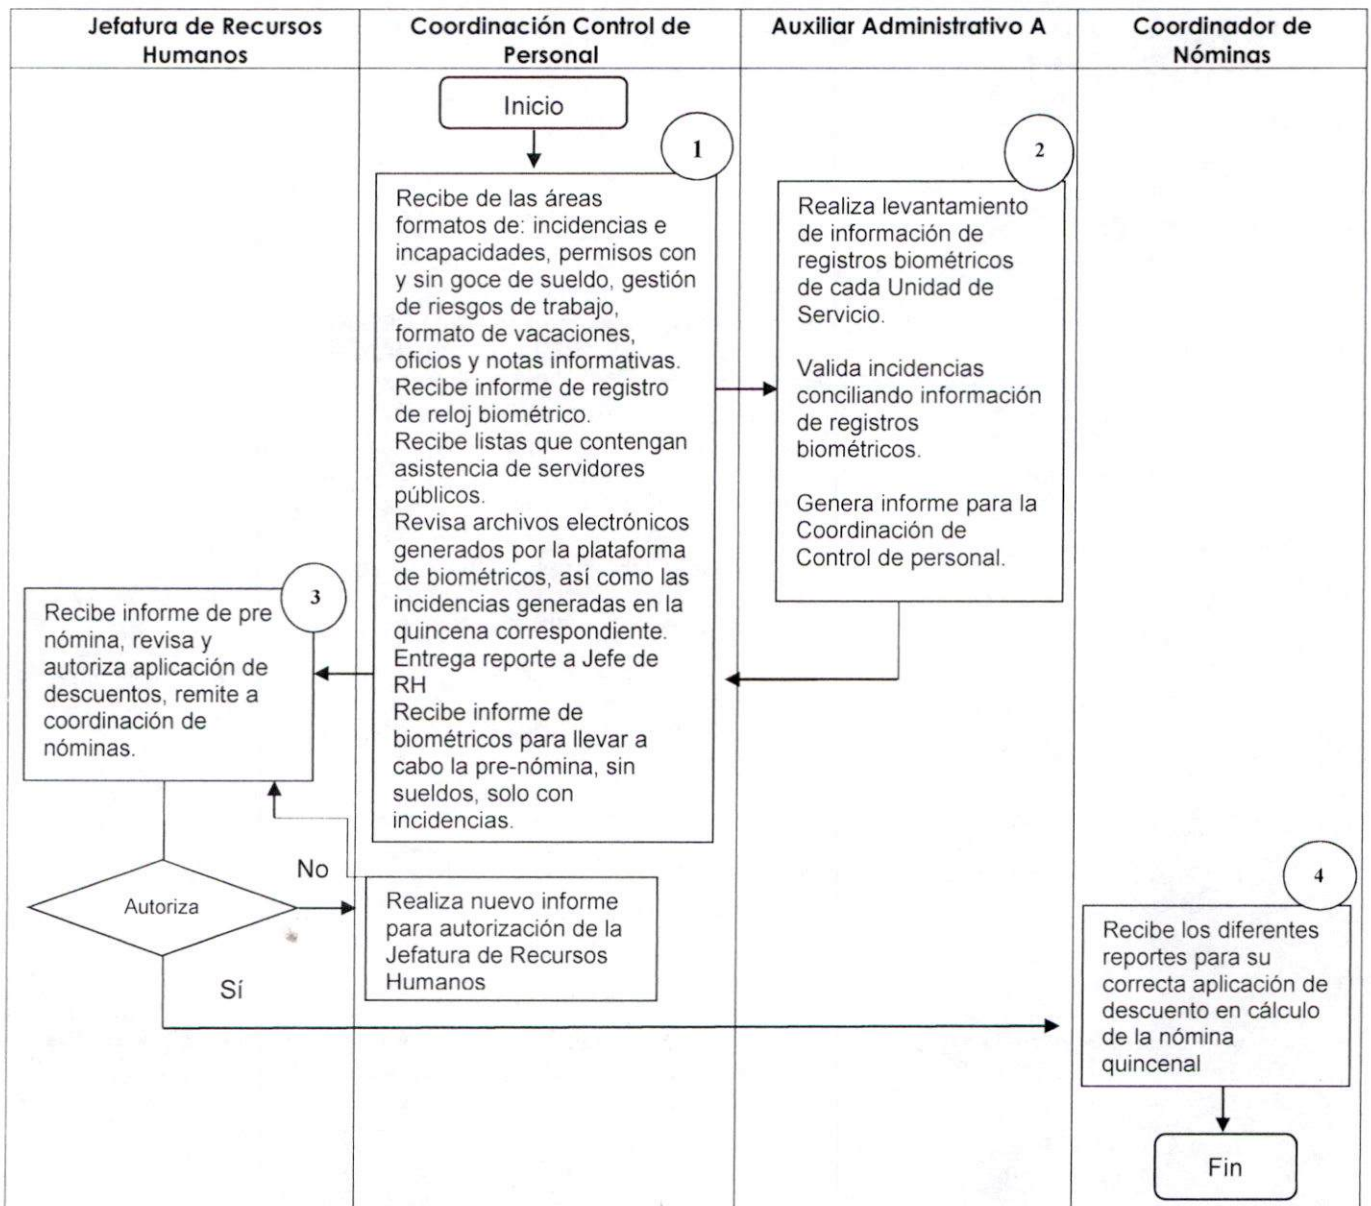 Jefatura de Recursos
Humanos
Coordinación Control de
Personal
Auxiliar Administrativo A
Coordinador de
Nóminas
Inicio
1
Recibe de las áreas
formatos de: incidencias e
incapacidades, permisos con
y sin goce de sueldo, gestión
de riesgos de trabajo,
formato de vacaciones,
oficios y notas informativas.
Recibe informe de registro
de reloj biométrico.
Recibe listas que contengan
asistencia de servidores
públicos.
Revisa archivos electrónicos
generados por la plataforma
de biométricos, así como las
incidencias generadas en la
quincena correspondiente.
Entrega reporte a Jefe de
RH
Recibe informe de
biométricos para llevar a
cabo la pre-nómina, sin
sueldos, solo con
incidencias.
2
Realiza levantamiento
de información de
registros biométricos
de cada Unidad de
Servicio.
Valida incidencias
conciliando información
de registros
biométricos.
Genera informe para la
Coordinación de
Control de personal.
3
Recibe informe de pre
nómina, revisa y
autoriza aplicación de
descuentos, remite a
coordinación de
nóminas.
Autoriza
No
Realiza nuevo informe
para autorización de la
Jefatura de Recursos
Humanos
Sí
4
Recibe los diferentes
reportes para su
correcta aplicación de
descuento en cálculo
de la nómina
quincenal
Fin